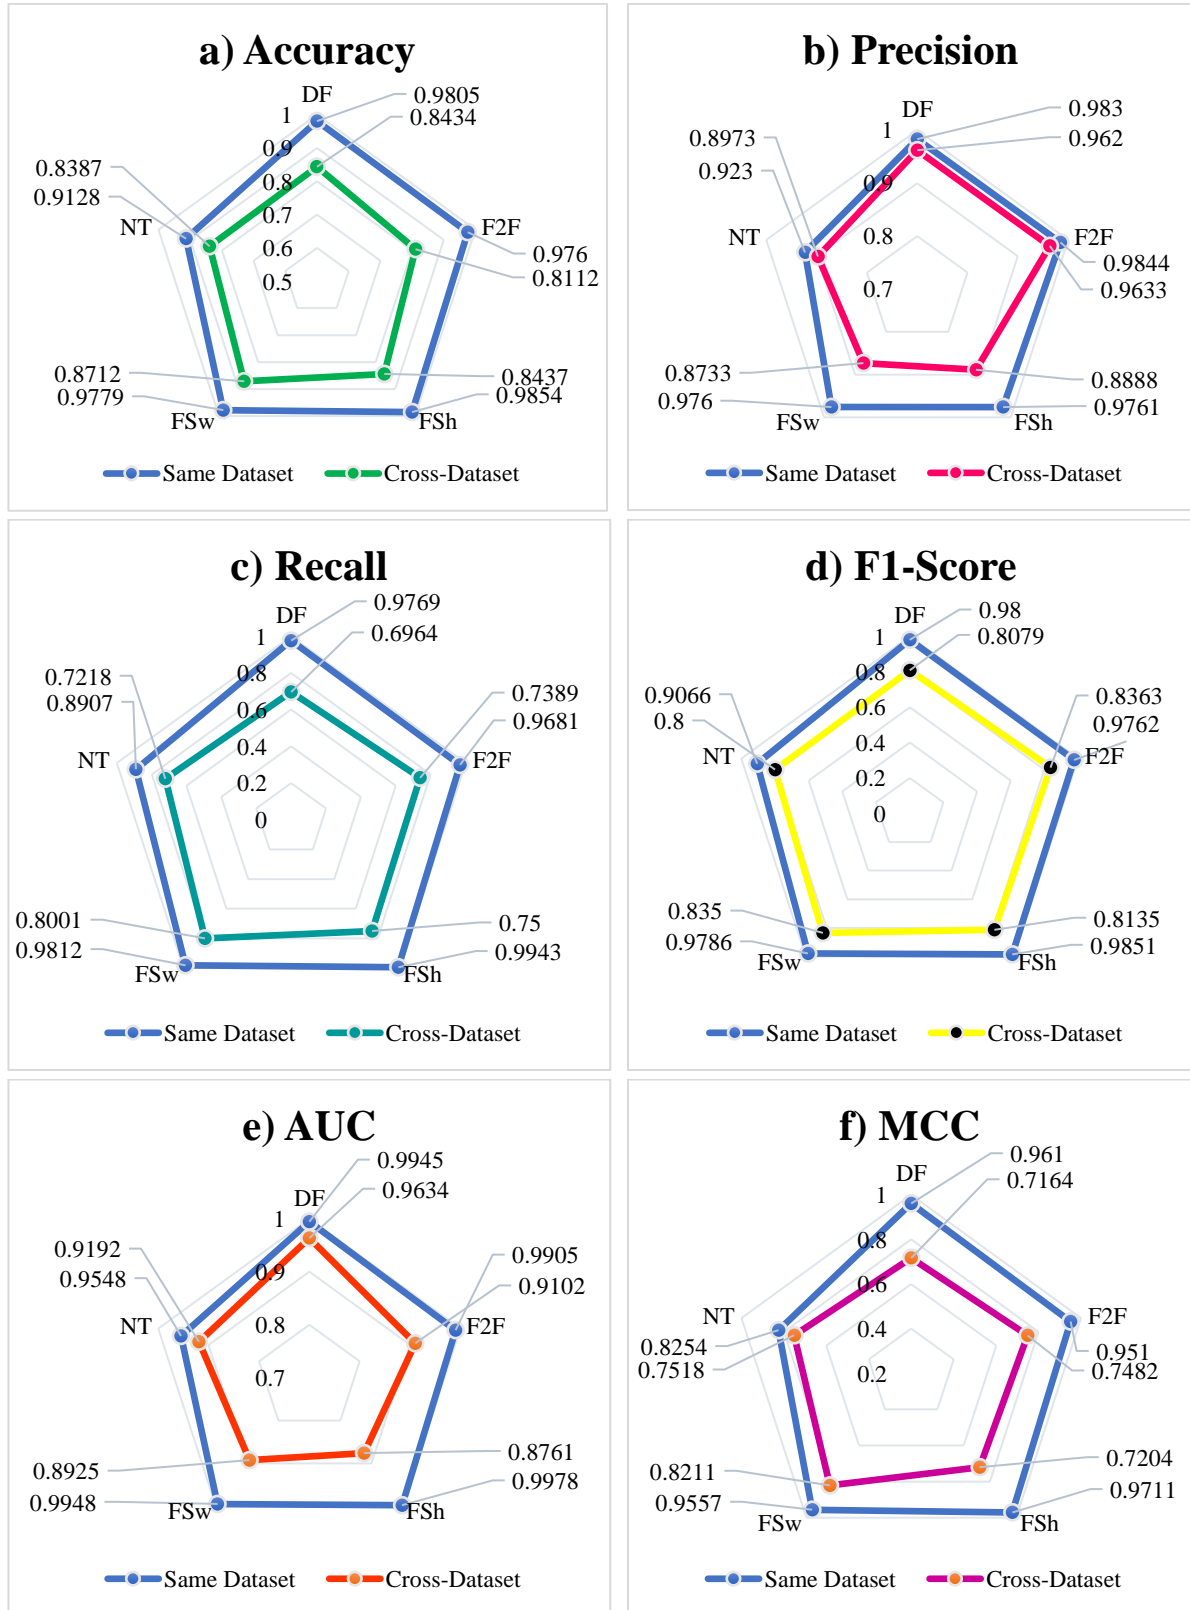 a) Accuracy
DF
0.9805
0.8434
1
0.9
0.8
0.7
0.6
0.5
0.8387
0.9128
NT
F2F
0.976
0.8112
0.8712
0.9779
FSw
0.8437
0.9854
FSh
Same Dataset
Cross-Dataset
b) Precision
DF
0.983
0.962
1
0.9
0.8
0.7
0.8973
0.923
NT
F2F
0.9844
0.9633
0.8733
0.976
FSw
0.8888
0.9761
FSh
Same Dataset
Cross-Dataset
c) Recall
DF
0.9769
0.6964
1
0.8
0.6
0.4
0.2
0
0.7218
0.8907
NT
0.7389
0.9681
F2F
0.8001
0.9812
FSw
0.75
0.9943
FSh
Same Dataset
Cross-Dataset
d) F1-Score
DF
0.98
0.8079
1
0.8
0.6
0.4
0.2
0
0.9066
0.8
NT
0.8363
0.9762
F2F
0.835
0.9786
FSw
0.8135
0.9851
FSh
Same Dataset
Cross-Dataset
e) AUC
DF
0.9945
0.9634
1
0.9
0.8
0.7
0.9192
0.9548
NT
0.9905
0.9102
F2F
0.8925
0.9948
FSw
0.8761
0.9978
FSh
Same Dataset
Cross-Dataset
f) MCC
DF
0.961
0.7164
1
0.8
0.6
0.4
0.2
NT
0.8254
0.7518
F2F
0.951
0.7482
0.8211
0.9557
FSw
0.7204
0.9711
FSh
Same Dataset
Cross-Dataset